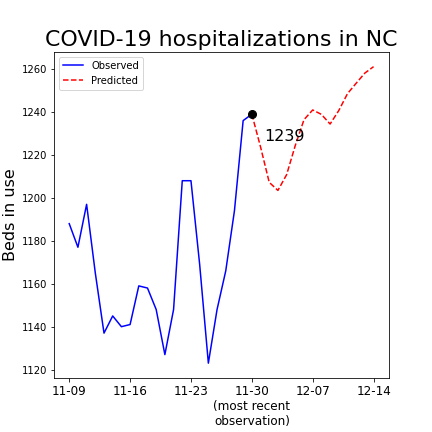 COVID-19 hospitalizations in NC
Observed
Predicted
1260
1240
1220
1200
1180
1160
1140
1120
Beds in use
1239
11-09 11-16 11-23 11-30 12-07 12-14
(most recent
observation)